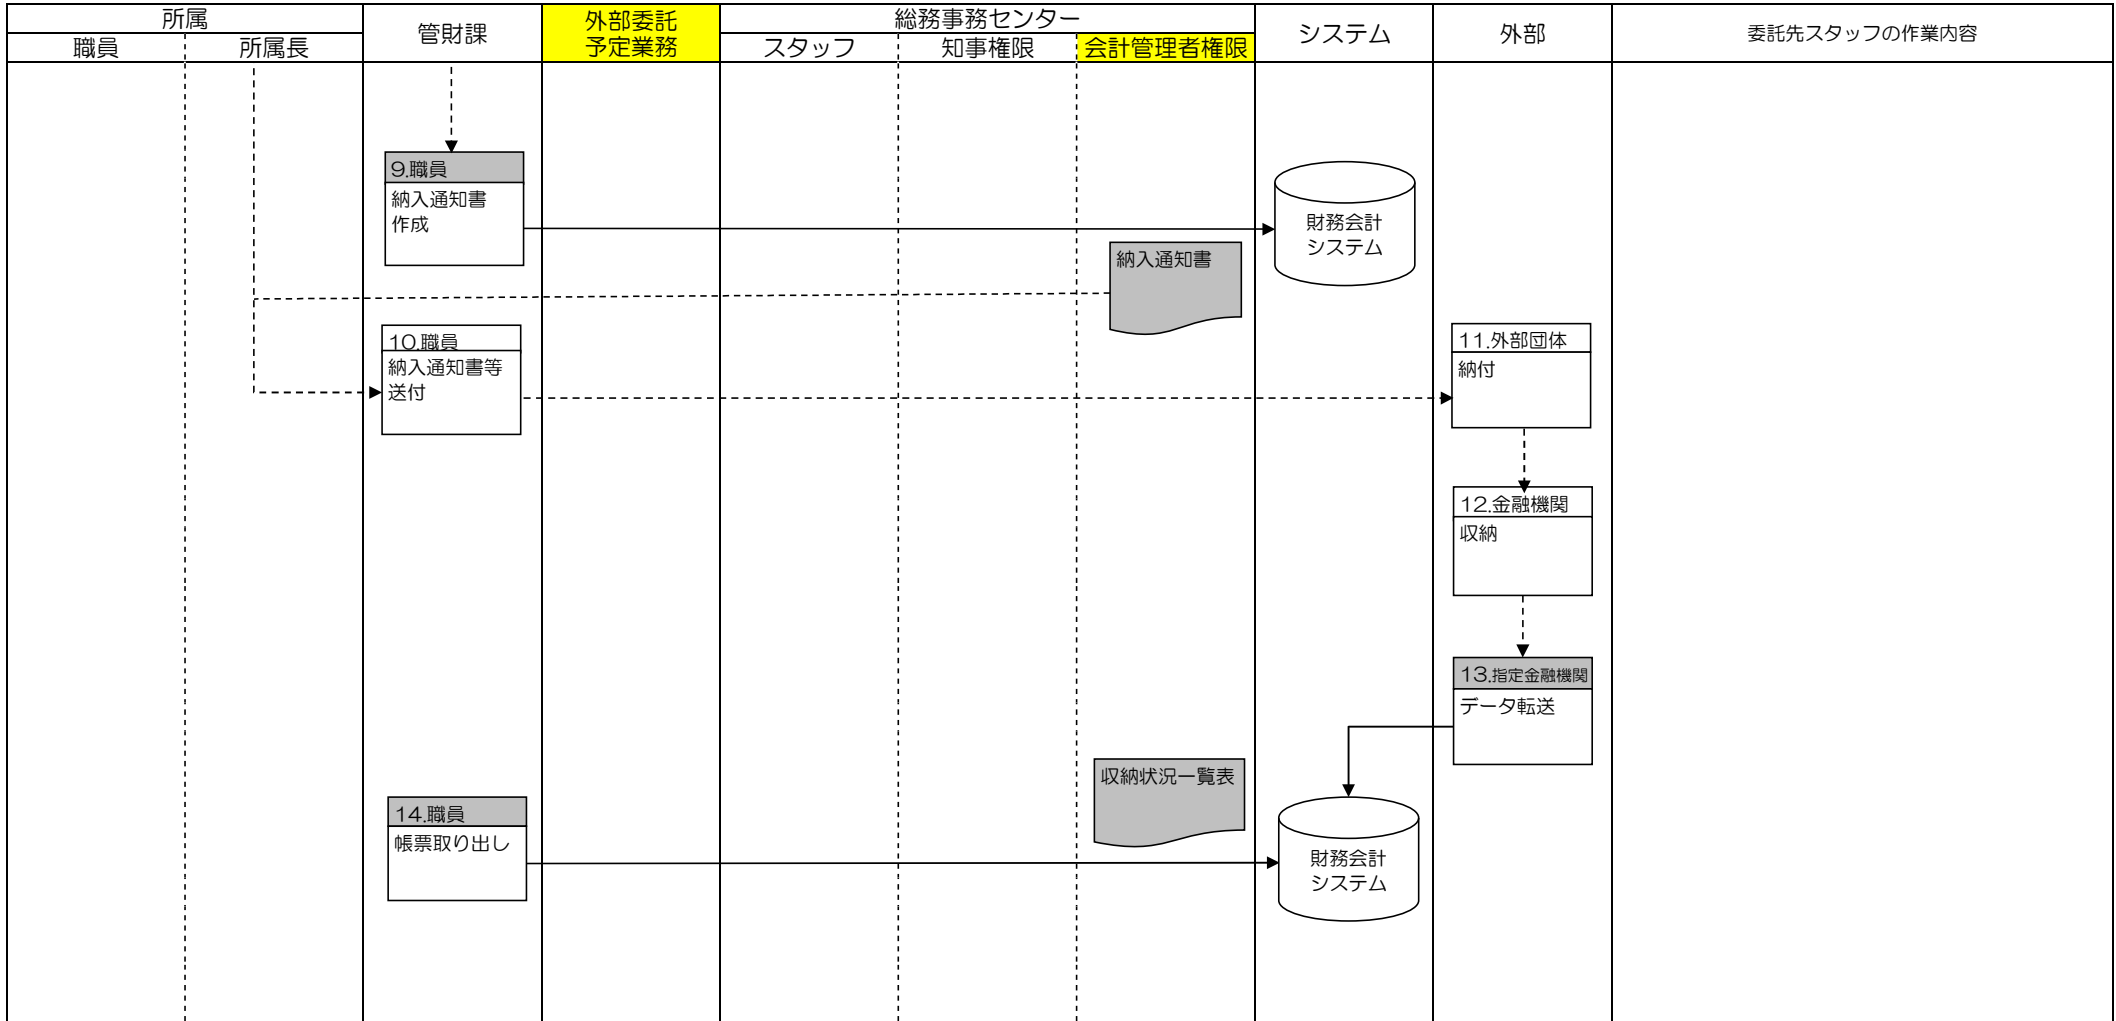 所属
職員
所属長
管財課
外部委託
予定業務
総務事務センター
スタッフ
知事権限
会計管理者権限
システム
外部
委託先スタッフの作業内容
9.職員
納入通知書
作成
財務会計
システム
納入通知書
10.職員
納入通知書等
送付
11.外部団体
納付
12.金融機関
収納
13.指定金融機関
データ転送
収納状況一覧表
14.職員
帳票取り出し
財務会計
システム